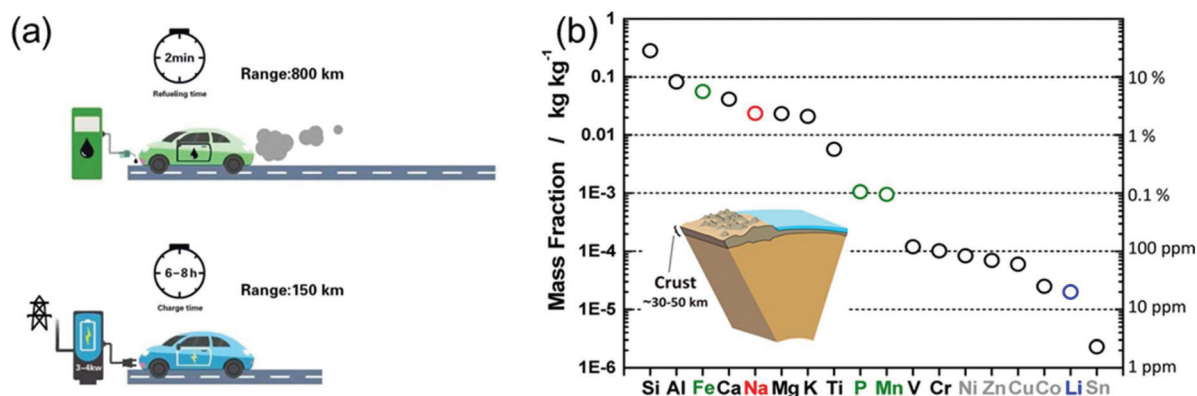 (a)
2min
Refueling time
Range:800 km
6-8h
Charge time
Range:150 km
3-4kw
(b)
Mass Fraction / kg kg⁻¹
1
0.1
0.01
1E-3
1E-4
1E-5
1E-6
10 %
1 %
0.1 %
100 ppm
10 ppm
1 ppm
Crust
~30-50 km
Si Al Fe Ca Na Mg K Ti P Mn V Cr Ni Zn Cu Co Li Sn